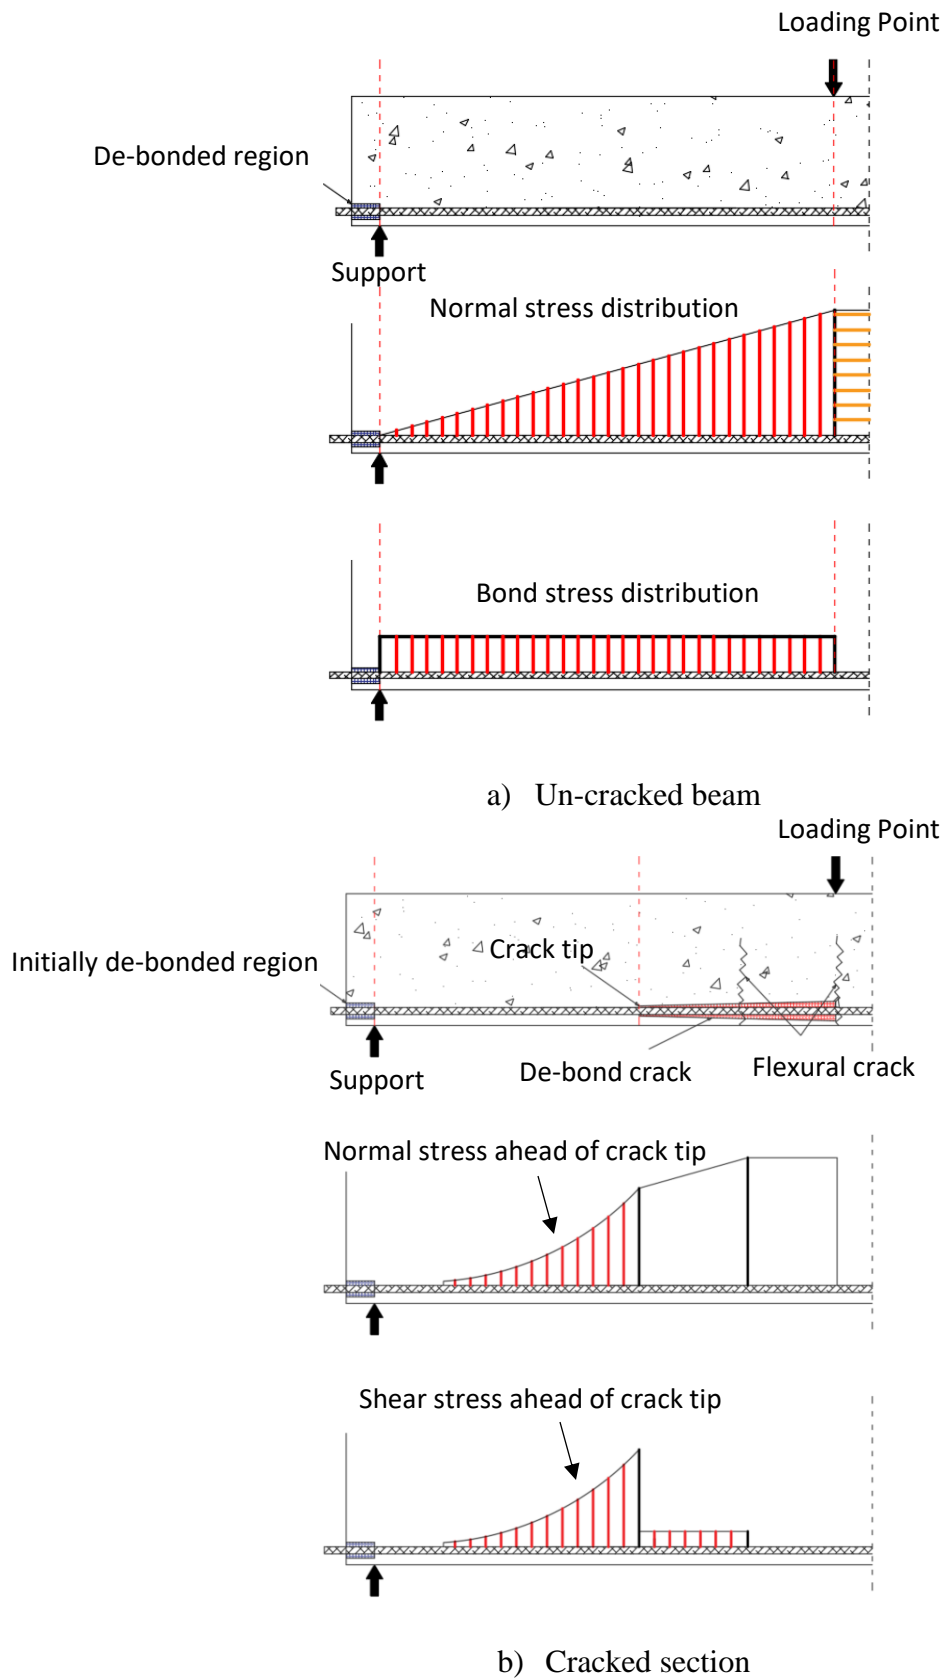 Loading Point
De-bonded region
Support
Normal stress distribution
Bond stress distribution
a) Un-cracked beam
Loading Point
Crack tip
Initially de-bonded region
Support
De-bond crack
Flexural crack
Normal stress ahead of crack tip
Shear stress ahead of crack tip
b) Cracked section